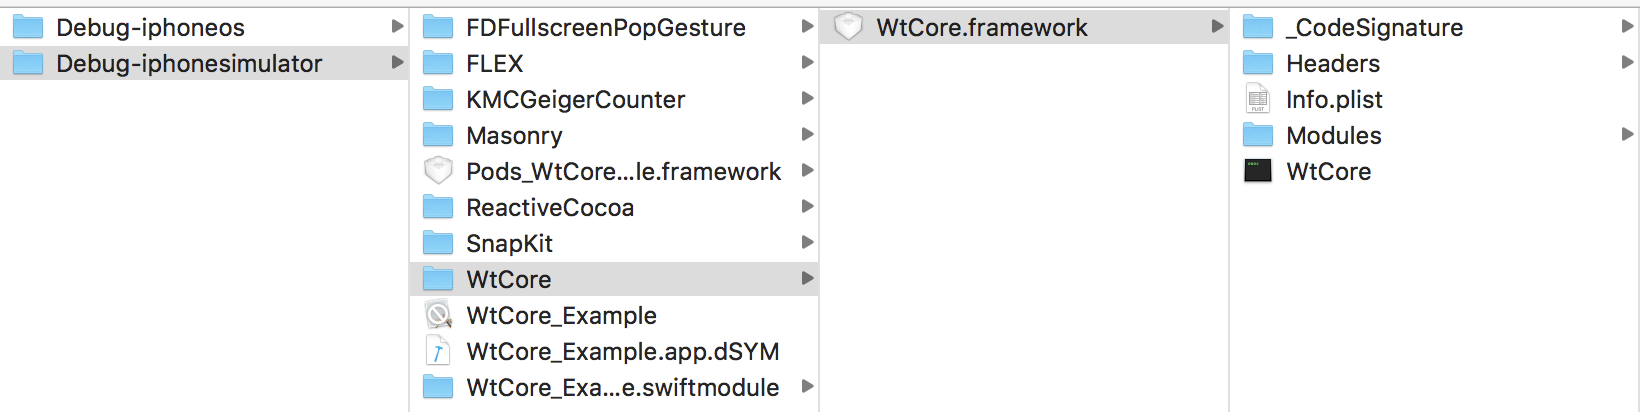 Debug-iphoneos
Debug-iphonesimulator
FDFullscreenPopGesture
FLEX
KMCGeigerCounter
Masonry
Pods_WtCore...le.framework
ReactiveCocoa
SnapKit
WtCore
WtCore_Example
WtCore_Example.app.dSYM
WtCore_Exa...e.swiftmodule
WtCore.framework
_CodeSignature
Headers
Info.plist
Modules
WtCore